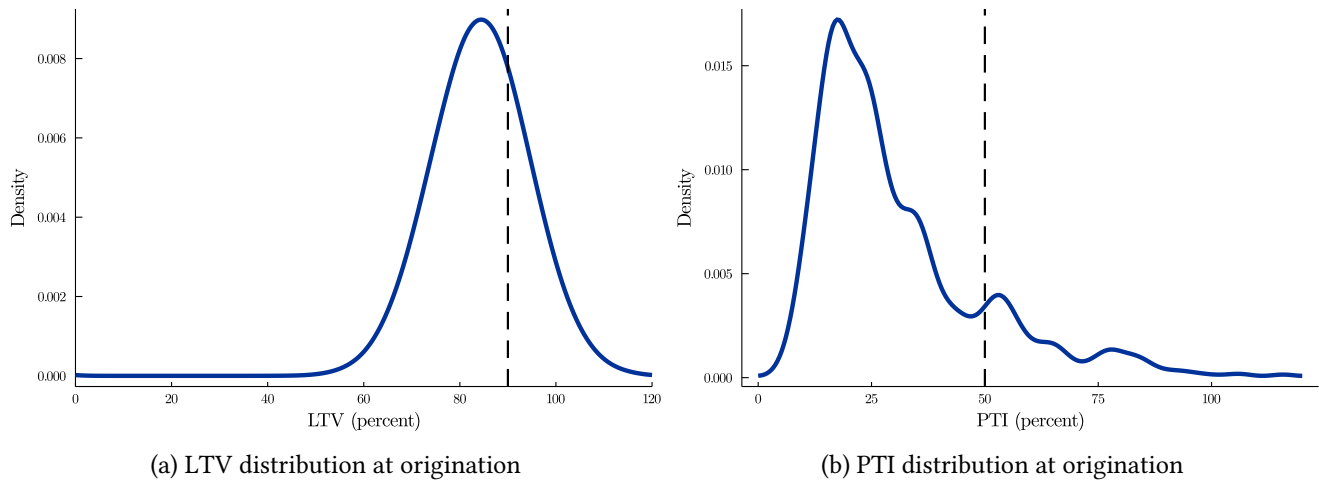 Density
0.008
0.006
0.004
0.002
0.000
0 20 40 60 80 100 120
LTV (percent)
(a) LTV distribution at origination
Density
0.015
0.010
0.005
0.000
0 25 50 75 100
PTI (percent)
(b) PTI distribution at origination